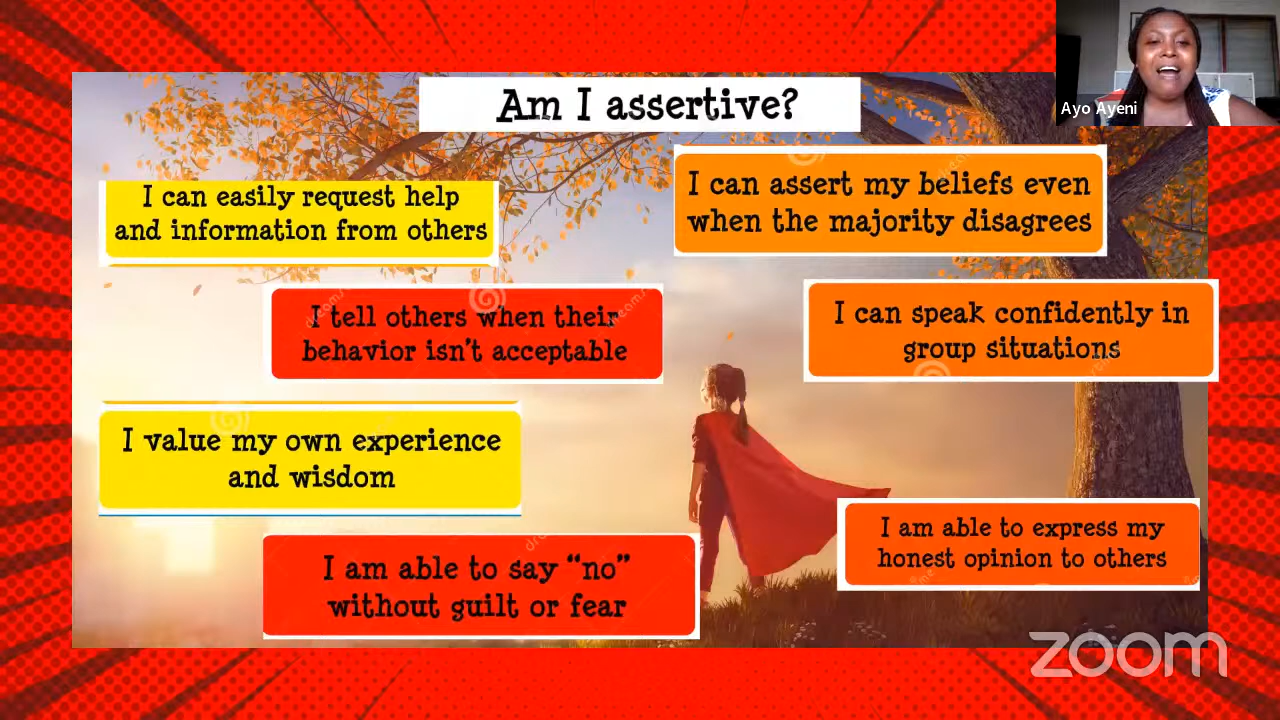 Am I assertive?
Ayo Ayeni
I can easily request help
and information from others
I can assert my beliefs even
when the majority disagrees
I tell others when their
behavior isn't acceptable
I can speak confidently in
group situations
I value my own experience
and wisdom
I am able to express my
honest opinion to others
I am able to say “no”
without guilt or fear
zoom